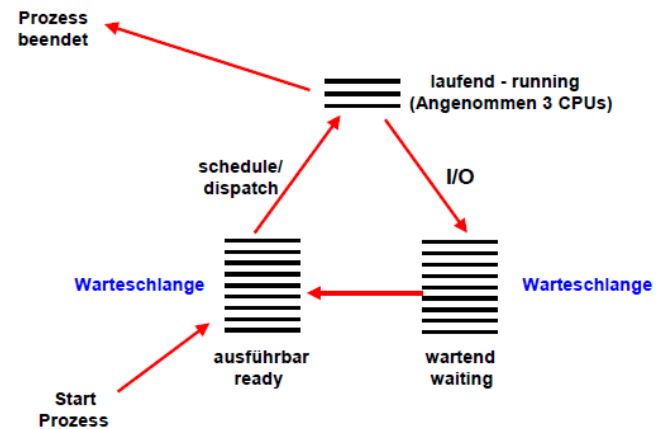 Prozess
beendet
laufend - running
(Angenommen 3 CPUs)
schedule/
dispatch
I/O
Warteschlange
Warteschlange
ausführbar
ready
wartend
waiting
Start
Prozess